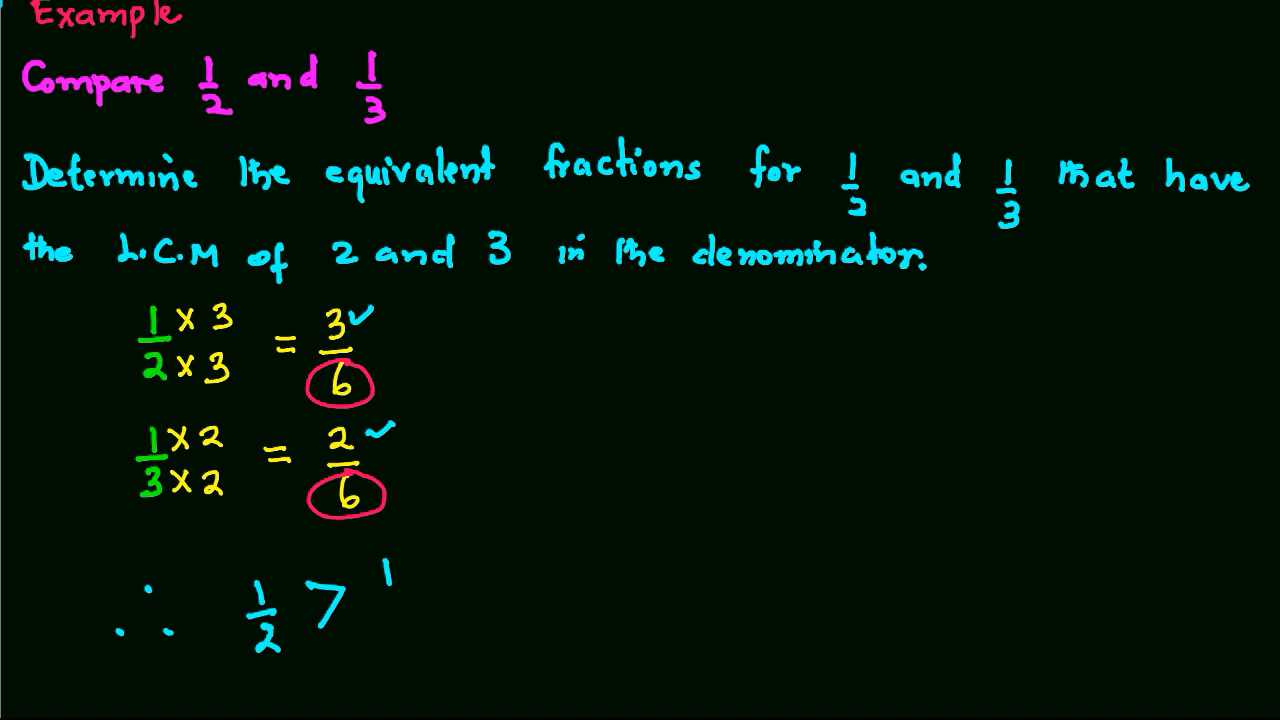 Example
Compare 1/2 and 1/3
Determine the equivalent fractions for 1/2 and 1/3 that have
the L.C.M of 2 and 3 in the denominator.
1 × 3 / 2 × 3 = 3/6 ✓
1 × 2 / 3 × 2 = 2/6 ✓
∴ 1/2 > 1